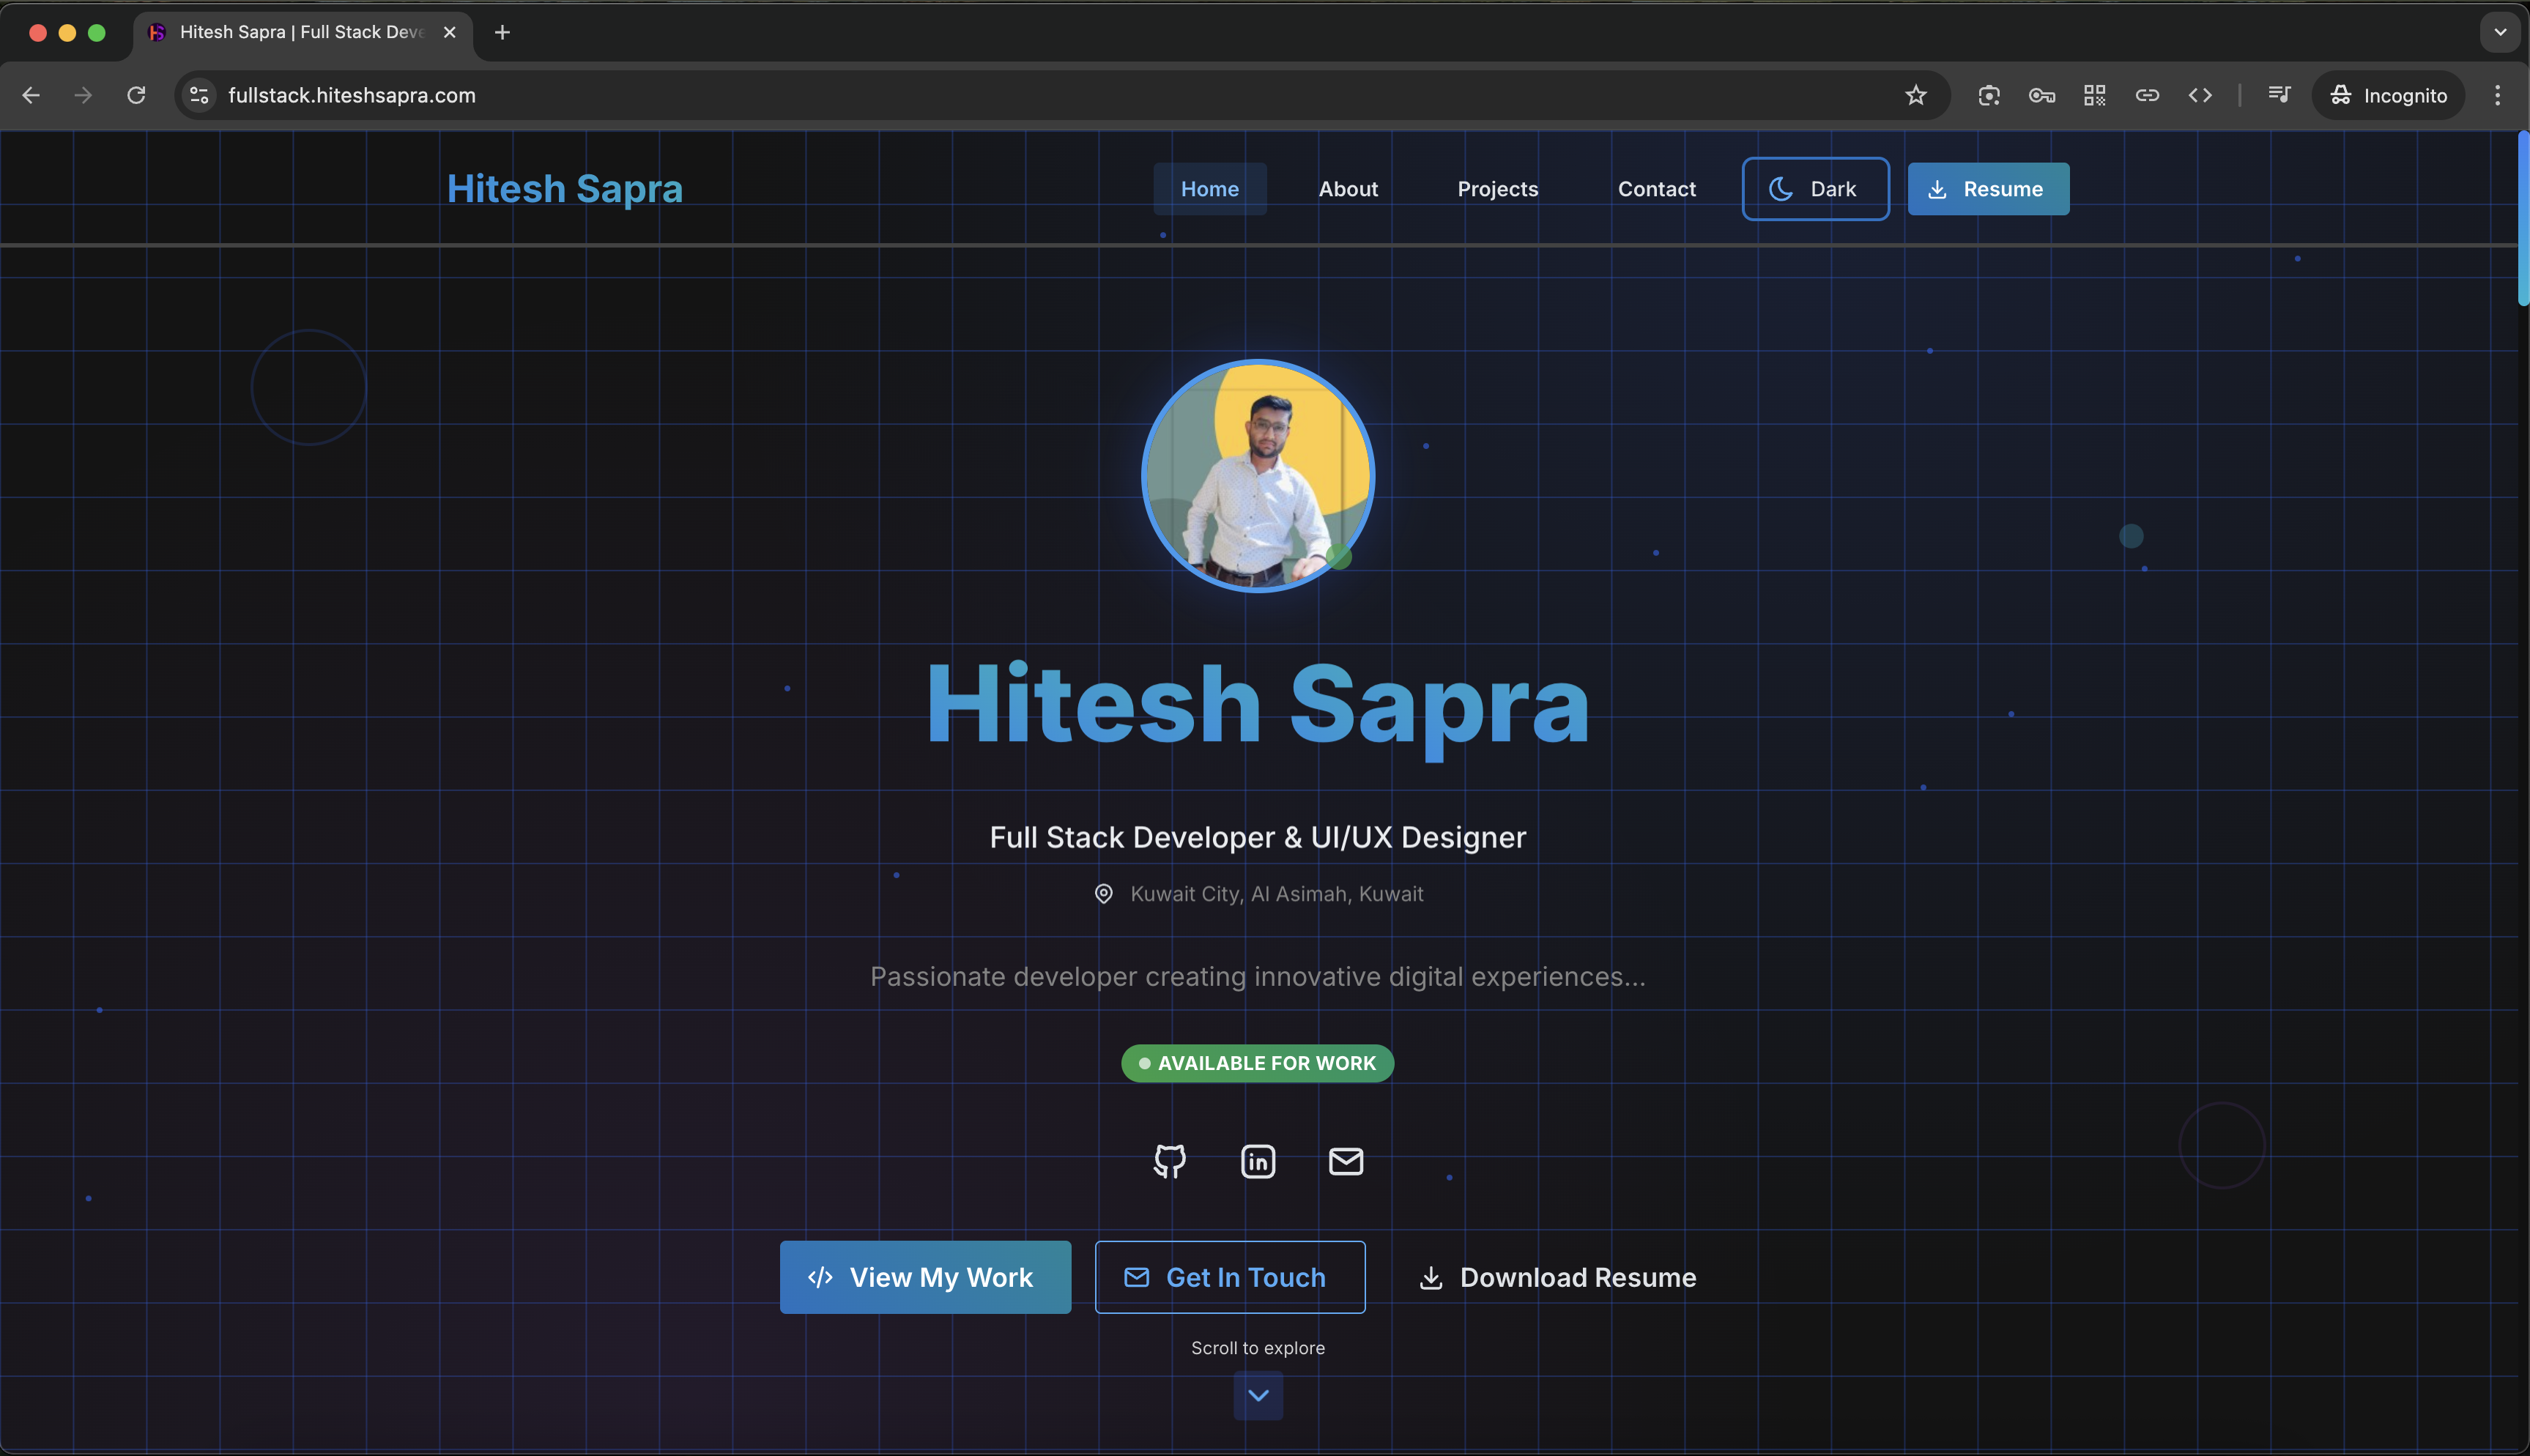 Hitesh Sapra | Full Stack Deve
fullstack.hiteshsapra.com
Incognito
Hitesh Sapra
Home
About
Projects
Contact
Dark
Resume
Hitesh Sapra
Full Stack Developer & UI/UX Designer
Kuwait City, Al Asimah, Kuwait
Passionate developer creating innovative digital experiences...
AVAILABLE FOR WORK
View My Work
Get In Touch
Download Resume
Scroll to explore